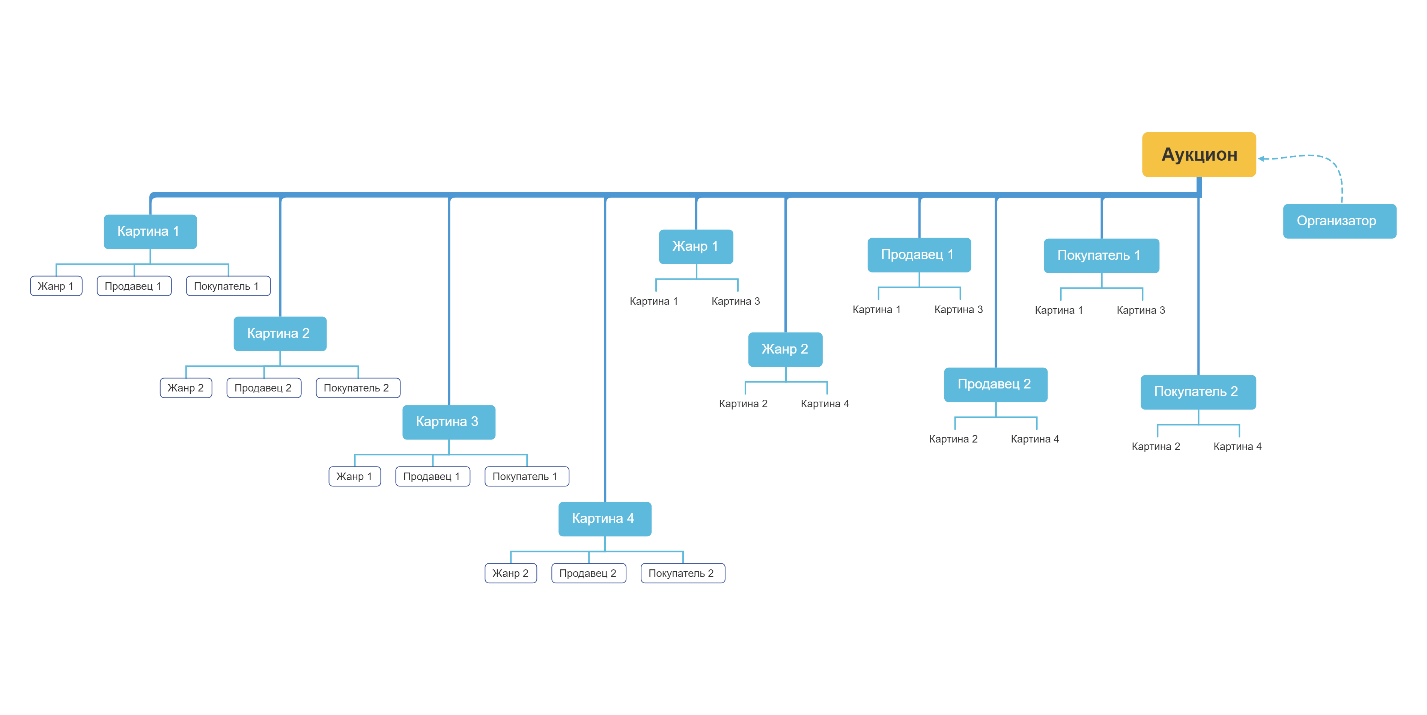 Аукцион
Организатор
Картина 1
Жанр 1
Продавец 1
Покупатель 1
Картина 2
Жанр 2
Продавец 2
Покупатель 2
Картина 3
Жанр 1
Продавец 1
Покупатель 1
Картина 4
Жанр 2
Продавец 2
Покупатель 2
Жанр 1
Картина 1
Картина 3
Жанр 2
Картина 2
Картина 4
Продавец 1
Картина 1
Картина 3
Продавец 2
Картина 2
Картина 4
Покупатель 1
Картина 1
Картина 3
Покупатель 2
Картина 2
Картина 4